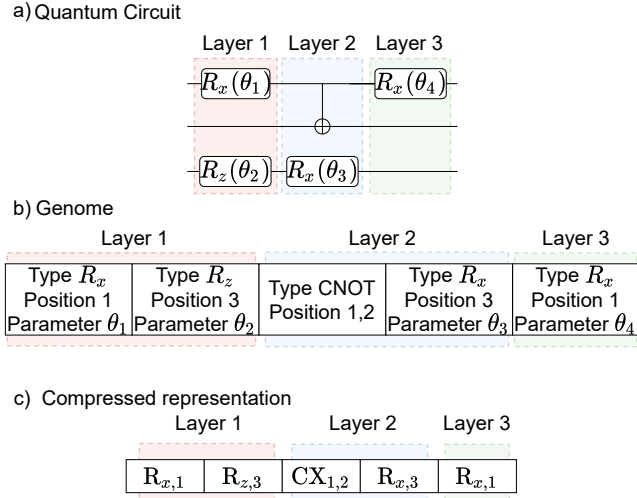 a) Quantum Circuit
Layer 1 Layer 2 Layer 3
Rₓ(θ₁) Rₓ(θ₄)
R_z(θ₂) Rₓ(θ₃)
b) Genome
Layer 1 Layer 2 Layer 3
Type Rₓ
Position 1
Parameter θ₁
Type R_z
Position 3
Parameter θ₂
Type CNOT
Position 1,2
Type Rₓ
Position 3
Parameter θ₃
Type Rₓ
Position 1
Parameter θ₄
c) Compressed representation
Layer 1 Layer 2 Layer 3
Rₓ,₁ R_z,₃ CX₁,₂ Rₓ,₃ Rₓ,₁